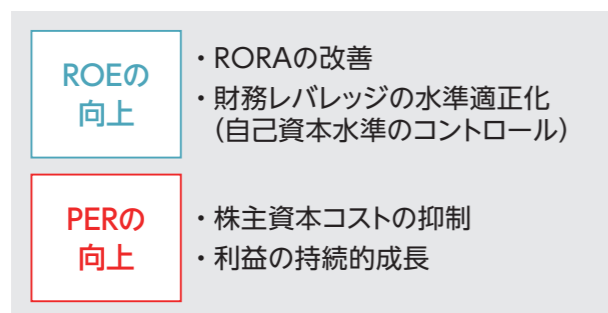 ROEの
向上
・RORAの改善
・財務レバレッジの水準適正化
（自己資本水準のコントロール）
PERの
向上
・株主資本コストの抑制
・利益の持続的成長